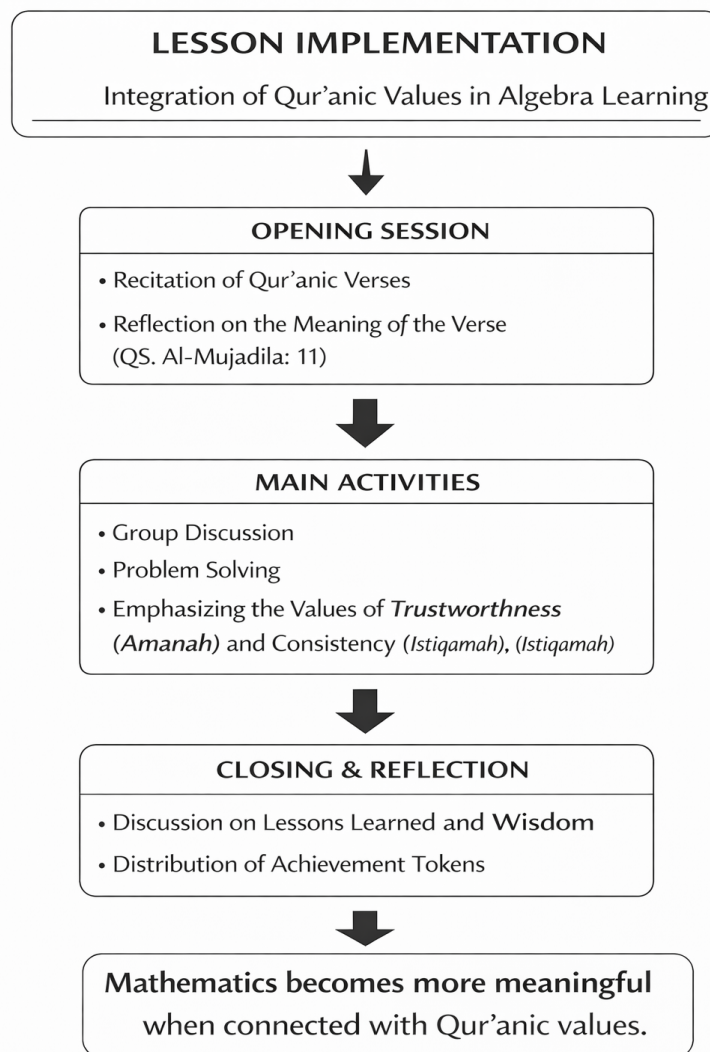 LESSON IMPLEMENTATION
Integration of Qur’anic Values in Algebra Learning
OPENING SESSION
• Recitation of Qur’anic Verses
• Reflection on the Meaning of the Verse
(QS. Al-Mujadila: 11)
MAIN ACTIVITIES
• Group Discussion
• Problem Solving
• Emphasizing the Values of Trustworthness
(Amanah) and Consistency (Istiqamah), (Istiqamah)
CLOSING & REFLECTION
• Discussion on Lessons Learned and Wisdom
• Distribution of Achievement Tokens
Mathematics becomes more meaningful
when connected with Qur’anic values.